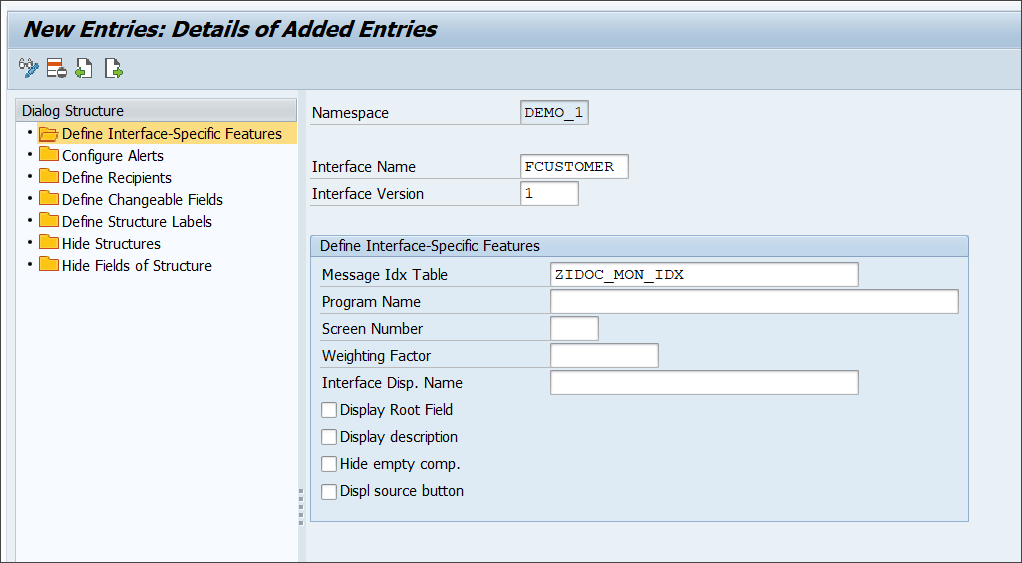 New Entries: Details of Added Entries
Dialog Structure
Define Interface-Specific Features
Configure Alerts
Define Recipients
Define Changeable Fields
Define Structure Labels
Hide Structures
Hide Fields of Structure
Namespace DEMO_1
Interface Name FCUSTOMER
Interface Version 1
Define Interface-Specific Features
Message Idx Table ZIDOC_MON_IDX
Program Name
Screen Number
Weighting Factor
Interface Disp. Name
Display Root Field
Display description
Hide empty comp.
Displ source button